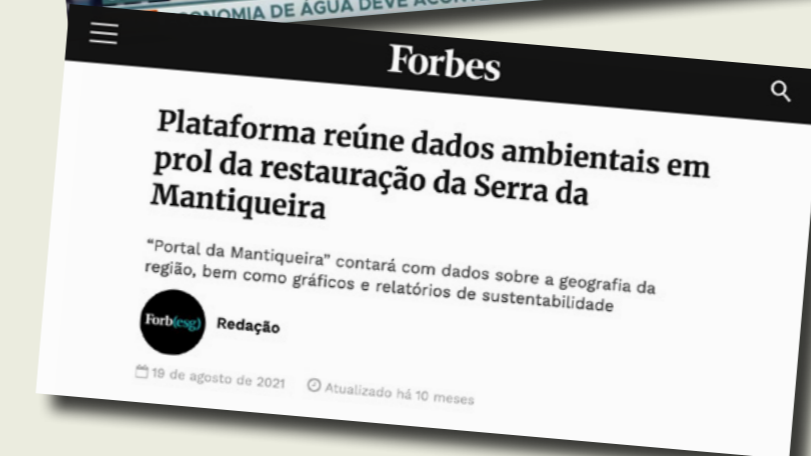 ONOMIA DE ÁGUA DEVE
Forbes
Plataforma reúne dados ambientais em
prol da restauração da Serra da
Mantiqueira
“Portal da Mantiqueira” contará com dados sobre a geografia da
região, bem como gráficos e relatórios de sustentabilidade
Forb(esg)
Redação
19 de agosto de 2021 Atualizado há 10 meses